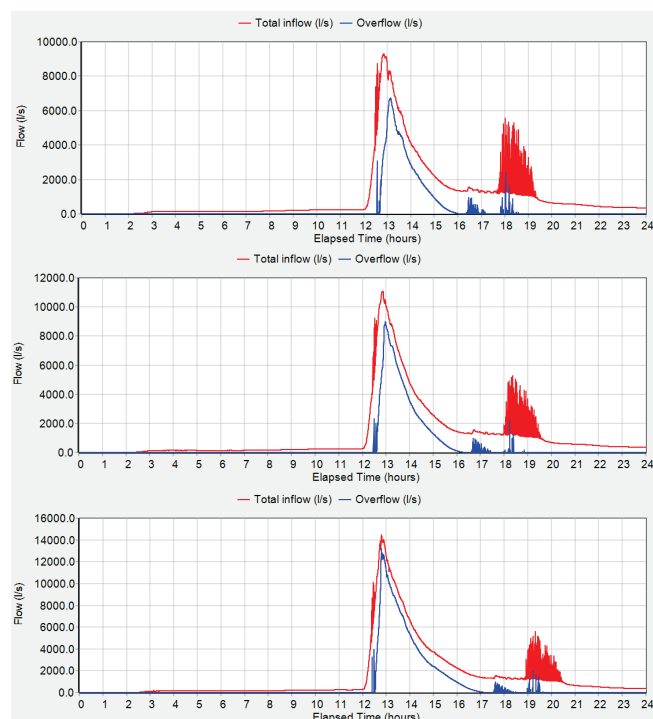 Total inflow (l/s) Overflow (l/s)
10000.0
8000.0
6000.0
4000.0
2000.0
0.0
Flow (l/s)
0 1 2 3 4 5 6 7 8 9 10 11 12 13 14 15 16 17 18 19 20 21 22 23 24
Elapsed Time (hours)
Total inflow (l/s) Overflow (l/s)
12000.0
10000.0
8000.0
6000.0
4000.0
2000.0
0.0
Flow (l/s)
0 1 2 3 4 5 6 7 8 9 10 11 12 13 14 15 16 17 18 19 20 21 22 23 24
Elapsed Time (hours)
Total inflow (l/s) Overflow (l/s)
16000.0
14000.0
12000.0
10000.0
8000.0
6000.0
4000.0
2000.0
0.0
Flow (l/s)
0 1 2 3 4 5 6 7 8 9 10 11 12 13 14 15 16 17 18 19 20 21 22 23 24
Elapsed Time (hours)